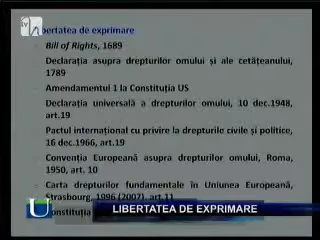 Libertatea de exprimare
Bill of Rights, 1689
Declarația asupra drepturilor omului și ale cetățeanului,
1789
Amendamentul 1 la Constituția US
Declarația universală a drepturilor omului, 10 dec.1948,
art.19
Pactul internațional cu privire la drepturile civile și politice,
16 dec.1966, art.19
Convenția Europeană asupra drepturilor omului, Roma,
1950, art. 10
Carta drepturilor fundamentale în Uniunea Europeană,
Strasbourg, 1996 (2007), art.11
Constituția
U LIBERTATEA DE EXPRIMARE